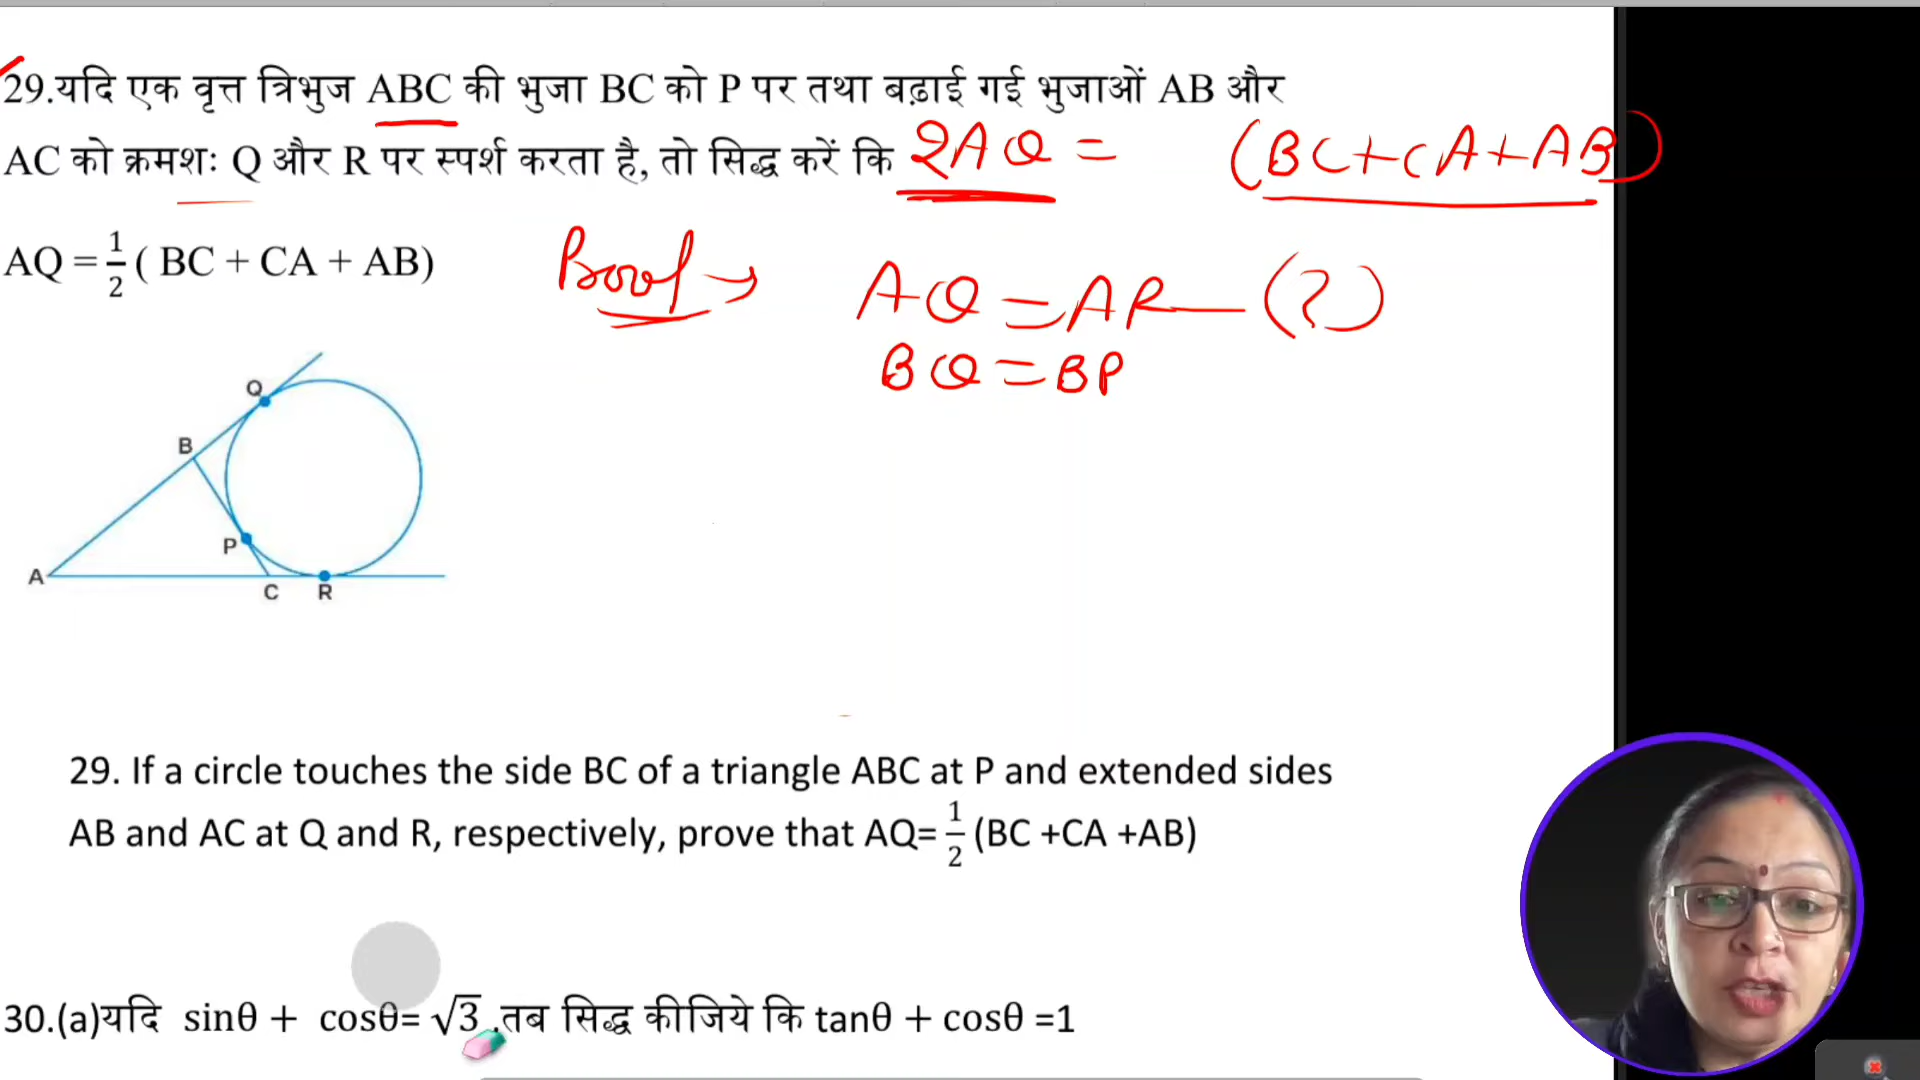 29.यदि एक वृत्त त्रिभुज ABC की भुजा BC को P पर तथा बढ़ाई गई भुजाओं AB और
AC को क्रमशः Q और R पर स्पर्श करता है, तो सिद्ध करें कि 2AQ = (BC+CA+AB)
AQ = 1/2 ( BC + CA + AB)
Proof → AQ = AR — (?)
BQ = BP
Q
B
P
A
C R
29. If a circle touches the side BC of a triangle ABC at P and extended sides
AB and AC at Q and R, respectively, prove that AQ= 1/2 (BC +CA +AB)
30.(a)यदि sinθ + cosθ= √3 ,तब सिद्ध कीजिये कि tanθ + cosθ =1